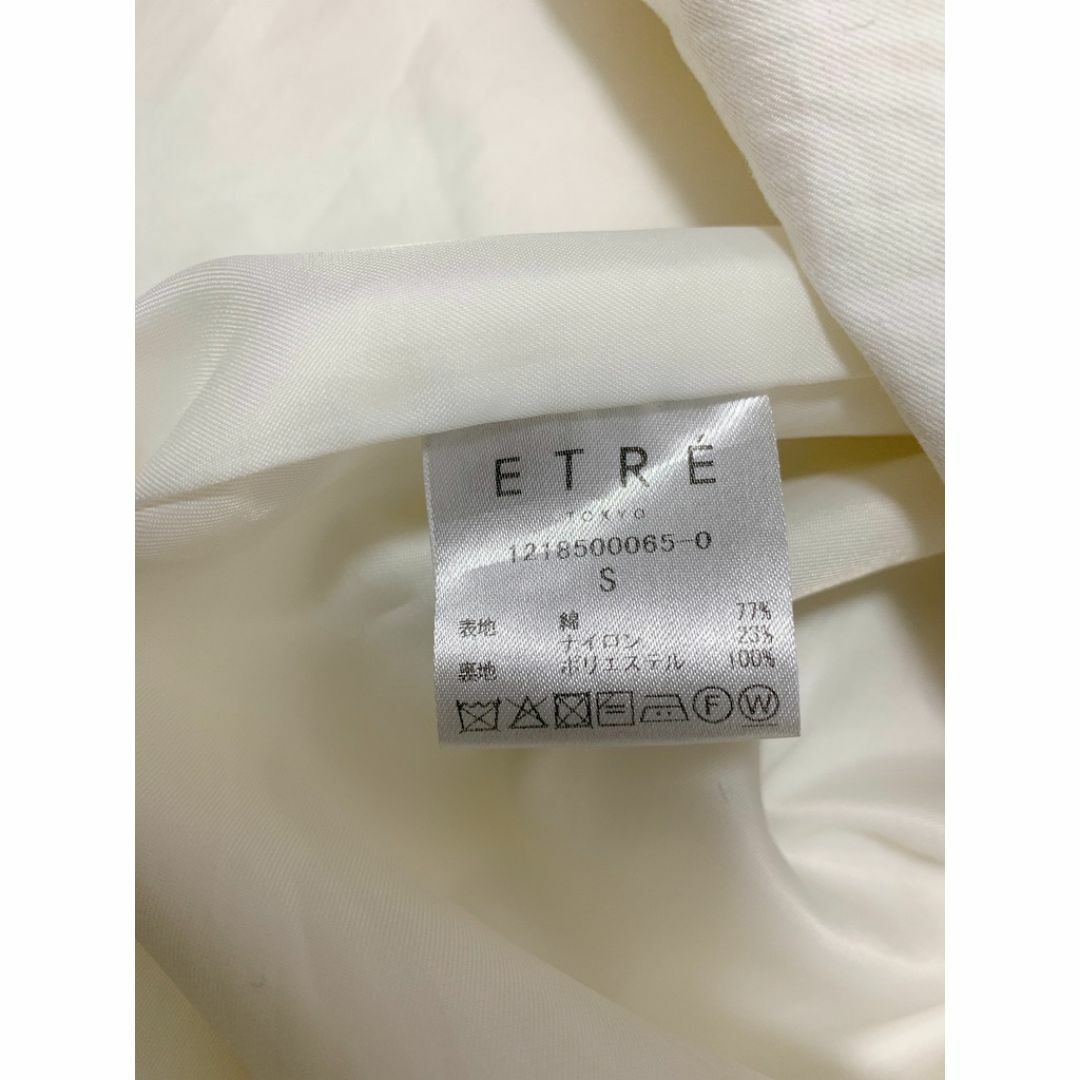 ETRÉ
TOKYO
1218500065-0
S
表地 綿 77%
ナイロン 23%
裏地 ポリエステル 100%
F W